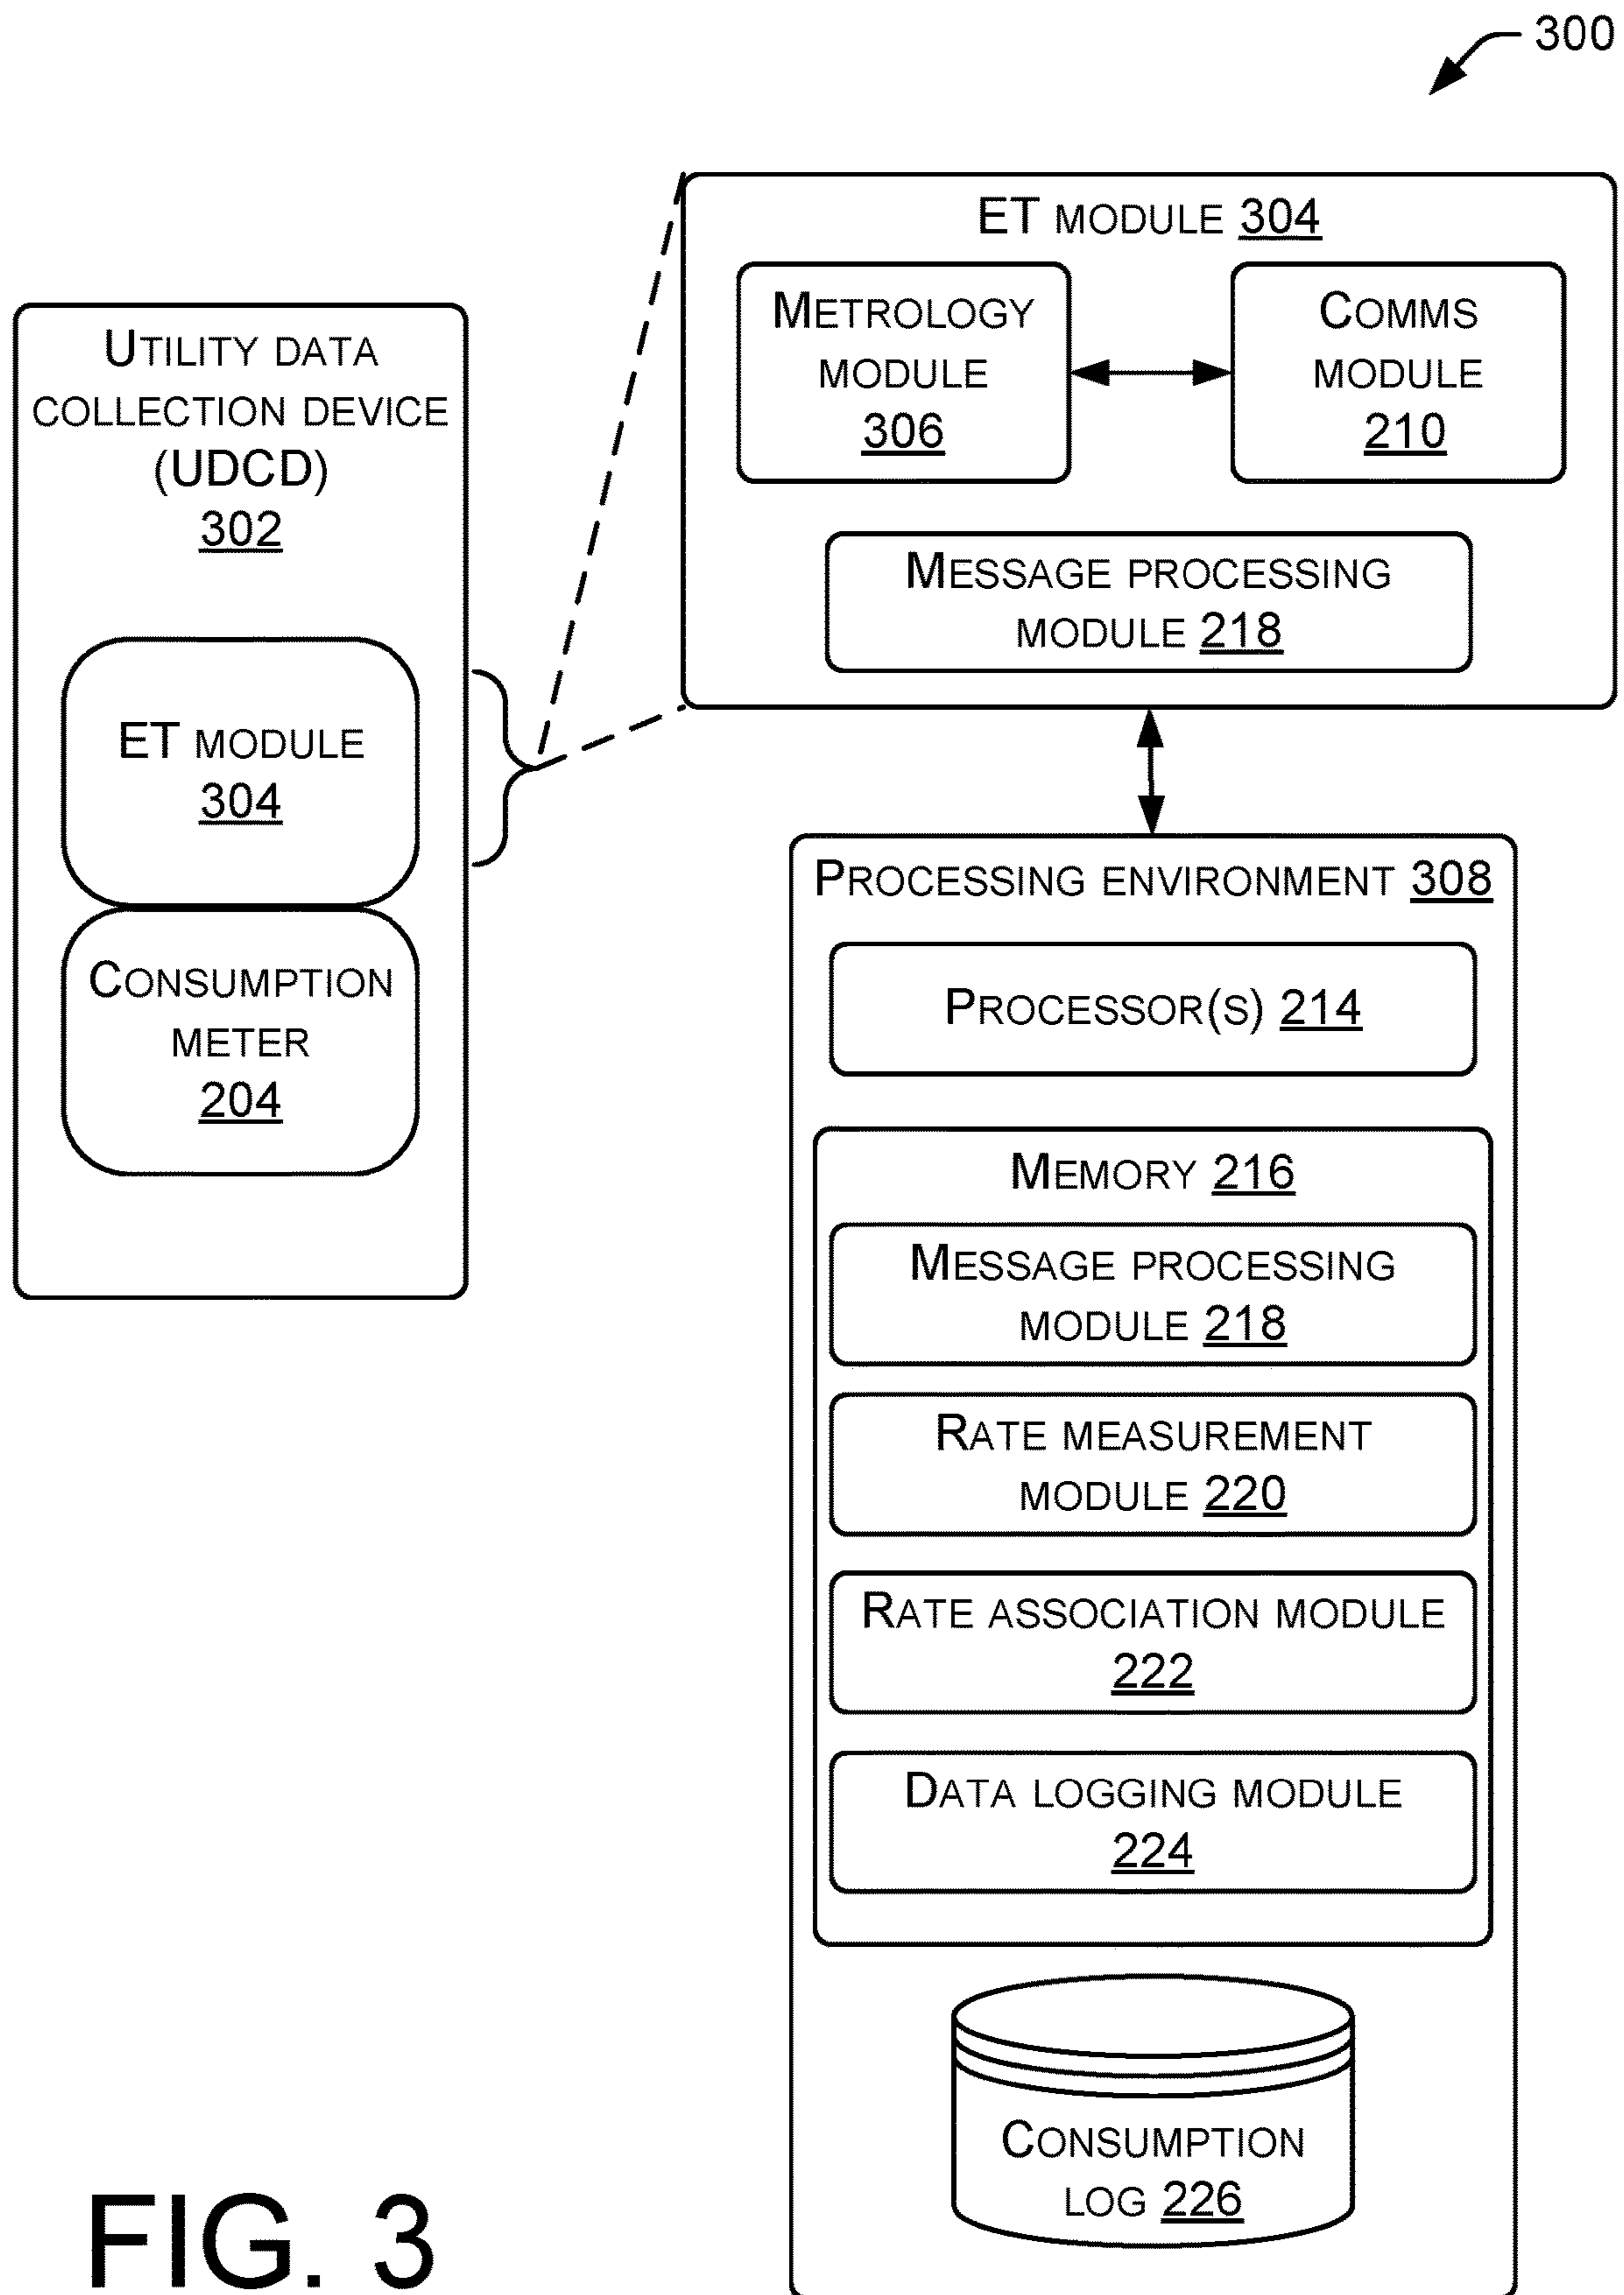 300
ET MODULE 304
METROLOGY
MODULE
306
COMMS
MODULE
210
MESSAGE PROCESSING
MODULE 218
UTILITY DATA
COLLECTION DEVICE
(UDCD)
302
ET MODULE
304
CONSUMPTION
METER
204
PROCESSING ENVIRONMENT 308
PROCESSOR(S) 214
MEMORY 216
MESSAGE PROCESSING
MODULE 218
RATE MEASUREMENT
MODULE 220
RATE ASSOCIATION MODULE
222
DATA LOGGING MODULE
224
CONSUMPTION
LOG 226
FIG. 3